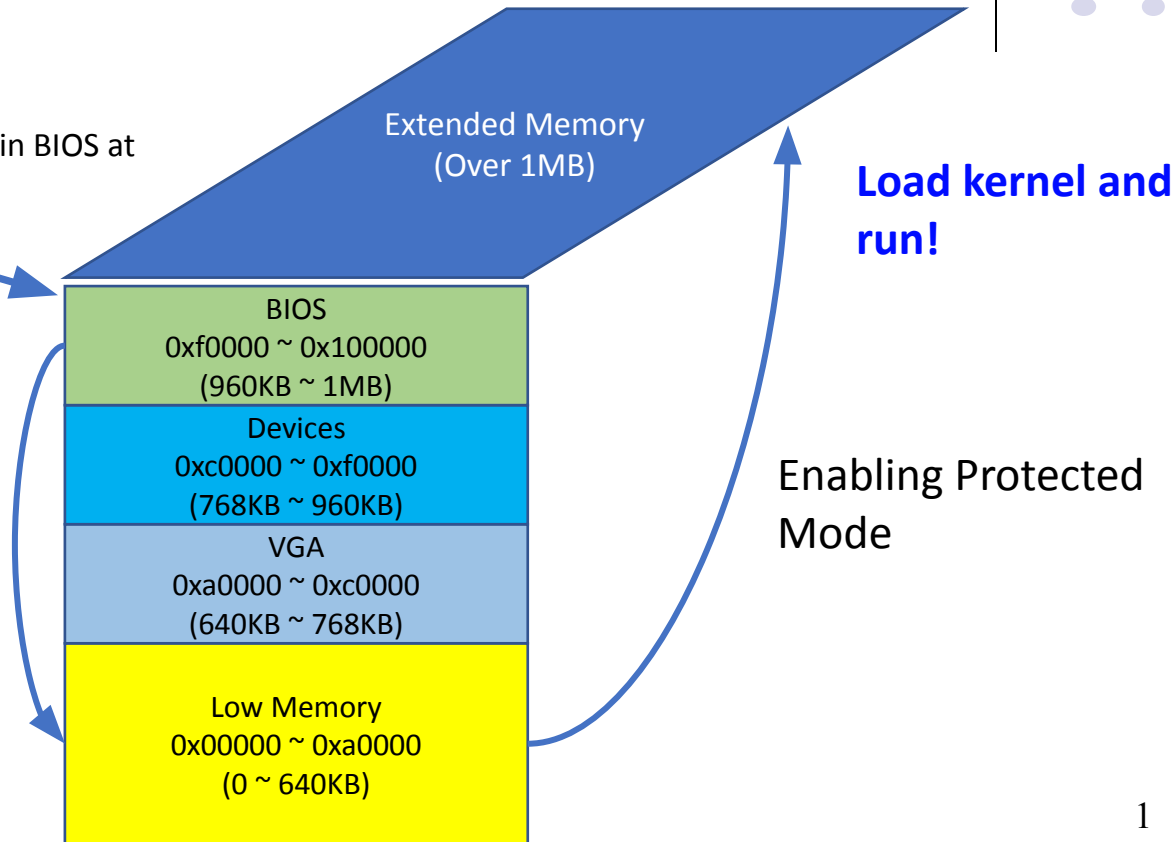 in BIOS at
Extended Memory
(Over 1MB)
Load kernel and
run!
BIOS
0xf0000 ~ 0x100000
(960KB ~ 1MB)
Devices
0xc0000 ~ 0xf0000
(768KB ~ 960KB)
Enabling Protected
Mode
VGA
0xa0000 ~ 0xc0000
(640KB ~ 768KB)
Low Memory
0x00000 ~ 0xa0000
(0 ~ 640KB)
1